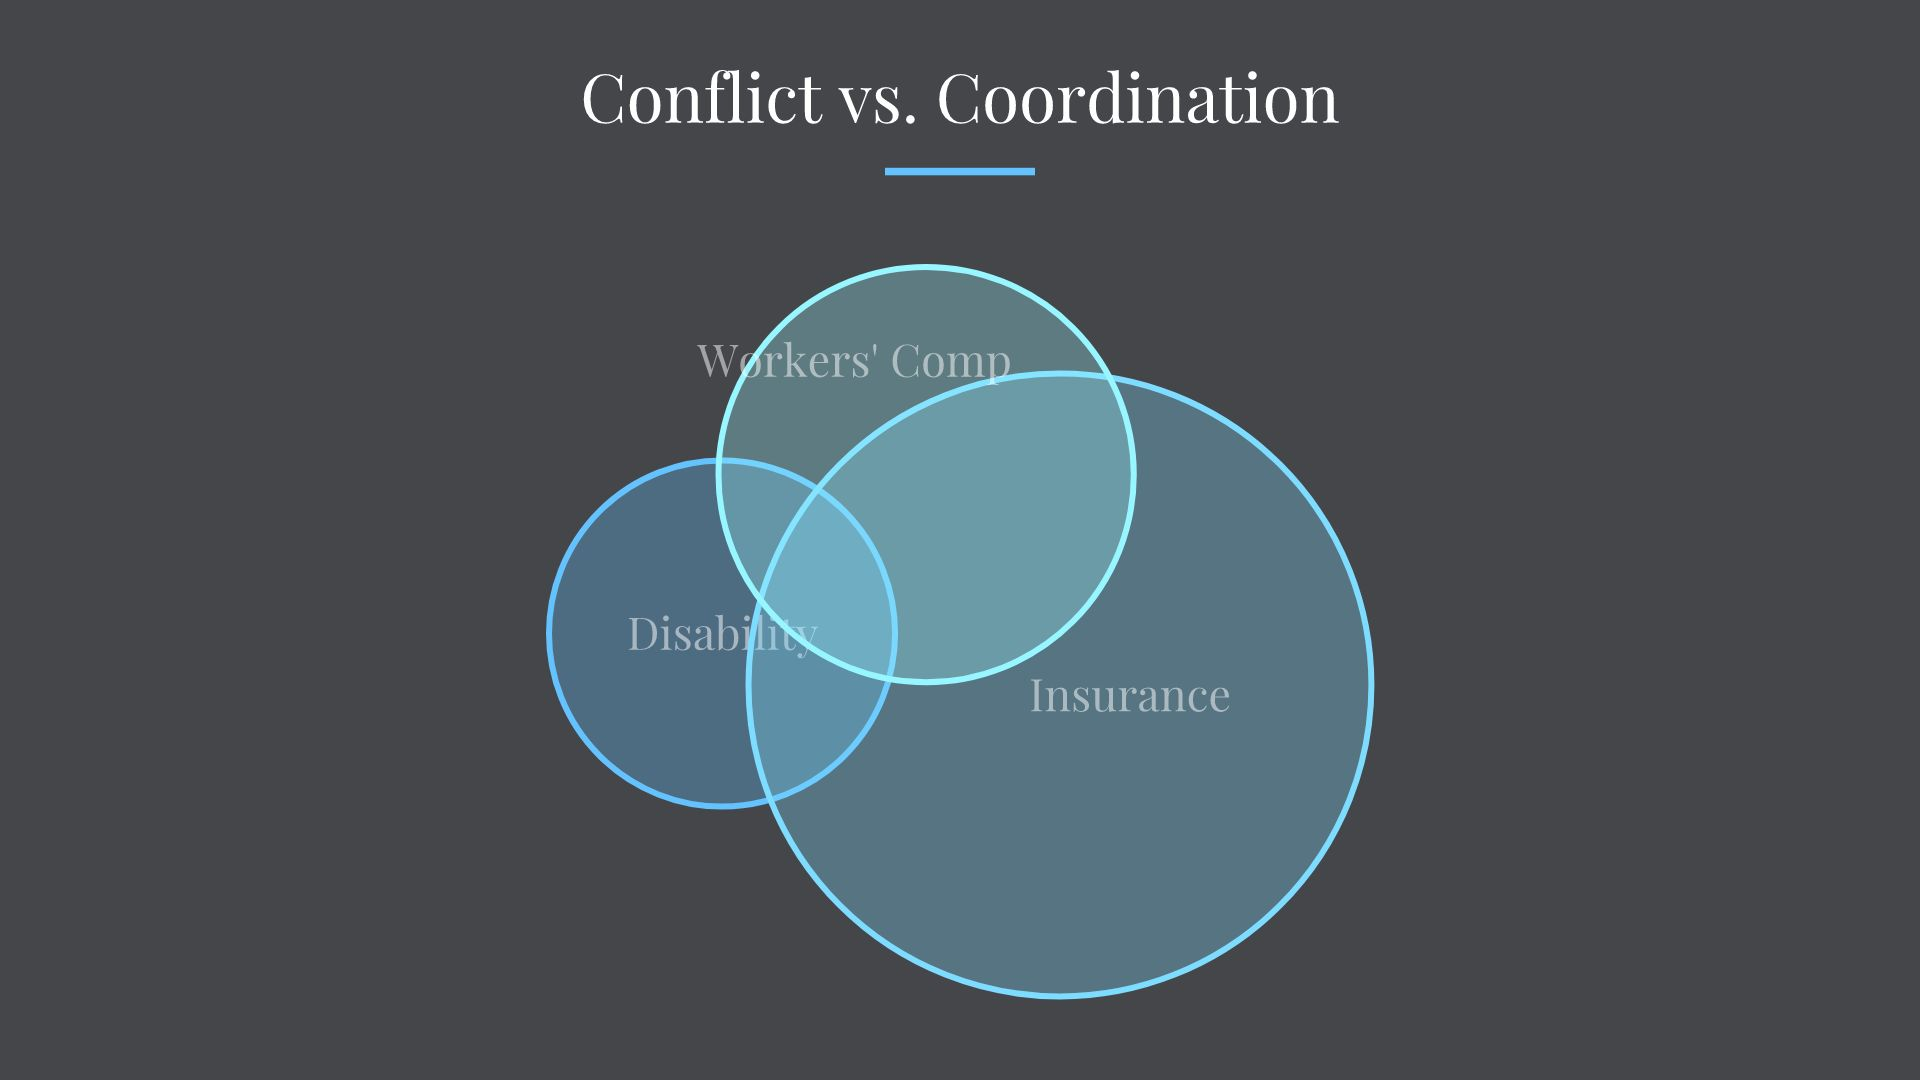 Conflict vs. Coordination
Workers' Comp
Disability
Insurance